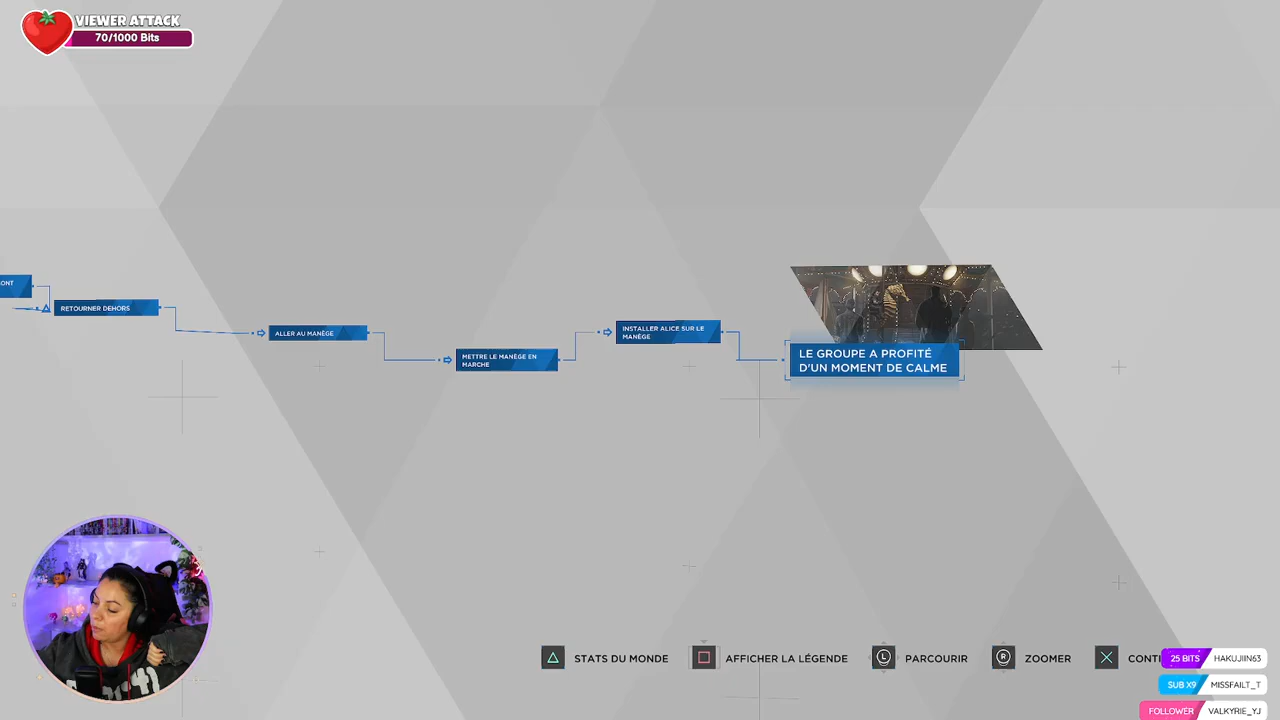 VIEWER ATTACK
70/1000 Bits
ONT
RETOURNER DEHORS
ALLER AU MANÈGE
METTRE LE MANÈGE EN
MARCHE
INSTALLER ALICE SUR LE
MANÈGE
LE GROUPE A PROFITÉ
D'UN MOMENT DE CALME
STATS DU MONDE
AFFICHER LA LÉGENDE
L
PARCOURIR
R
ZOOMER
CONTI
25 BITS HAKUJIIN63
SUB X9 MISSFAILT_T
FOLLOWER VALKYRIE_YJ